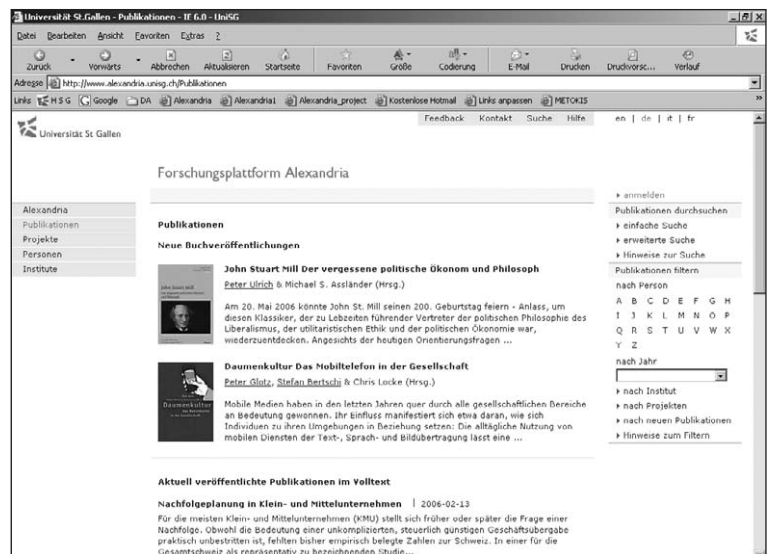 Universität St.Gallen - Publikationen - IE 6.0 - UniSG
Datei Bearbeiten Ansicht Favoriten Extras ?
Zurück Vorwärts Abbrechen Aktualisieren Startseite Favoriten Größe Codierung E-Mail Drucken Druckvorsc... Verlauf
Adresse http://www.alexandria.unisg.ch/Publikationen
Links H S G Google DA Alexandria Alexandria1 Alexandria_project Kostenlose Hotmail Links anpassen METOKIS
Feedback Kontakt Suche Hilfe en | de | it | fr
Universität St Gallen
Forschungsplattform Alexandria
Alexandria
Publikationen
Projekte
Personen
Institute
Publikationen
Neue Buchveröffentlichungen
John Stuart Mill Der vergessene politische Ökonom und Philosoph
Peter Ulrich & Michael S. Assländer (Hrsg.)
Am 20. Mai 2006 könnte John St. Mill seinen 200. Geburtstag feiern - Anlass, um
diesen Klassiker, der zu Lebzeiten führender Vertreter der politischen Philosophie des
Liberalismus, der utilitaristischen Ethik und der politischen Ökonomie war,
wiederzuentdecken. Angesichts der heutigen Orientierungsfragen ...
john stuart mill
Daumenkultur Das Mobiltelefon in der Gesellschaft
Peter Glotz, Stefan Bertschi & Chris Locke (Hrsg.)
Mobile Medien haben in den letzten Jahren quer durch alle gesellschaftlichen Bereiche
an Bedeutung gewonnen. Ihr Einfluss manifestiert sich etwa daran, wie sich
Individuen zu ihren Umgebungen in Beziehung setzen: Die alltägliche Nutzung von
mobilen Diensten der Text-, Sprach- und Bildübertragung lässt eine ...
Daumenkultur
Aktuell veröffentlichte Publikationen im Volltext
Nachfolgeplanung in Klein- und Mittelunternehmen | 2006-02-13
Für die meisten Klein- und Mittelunternehmen (KMU) stellt sich früher oder später die Frage einer
Nachfolge. Obwohl die Bedeutung einer unkomplizierten, steuerlich günstigen Geschäftsübergabe
praktisch unbestritten ist, fehlten bisher empirisch belegte Zahlen zur Schweiz. In einer für die
Gesamtschweiz als repräsentativ zu bezeichnenden Studie...
anmelden
Publikationen durchsuchen
einfache Suche
erweiterte Suche
Hinweise zur Suche
Publikationen filtern
nach Person
A B C D E F G H
I J K L M N O P
Q R S T U V W X
Y Z
nach Jahr
nach Institut
nach Projekten
nach neuen Publikationen
Hinweise zum Filtern